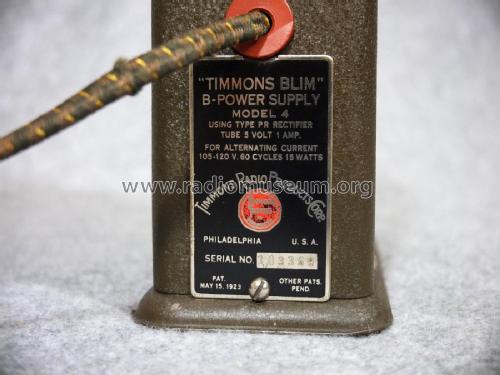 "TIMMONS BLIM"
B-POWER SUPPLY
MODEL 4
USING TYPE PR RECTIFIER
TUBE 5 VOLT 1 AMP.
FOR ALTERNATING CURRENT
105-120 V. 60 CYCLES 15 WATTS
www.radiomuseum.org
TIMMONS RADIO PRODUCTS CORP.
PHILADELPHIA U.S.A.
SERIAL NO.
PAT. OTHER PATS.
MAY 15, 1923 PEND.